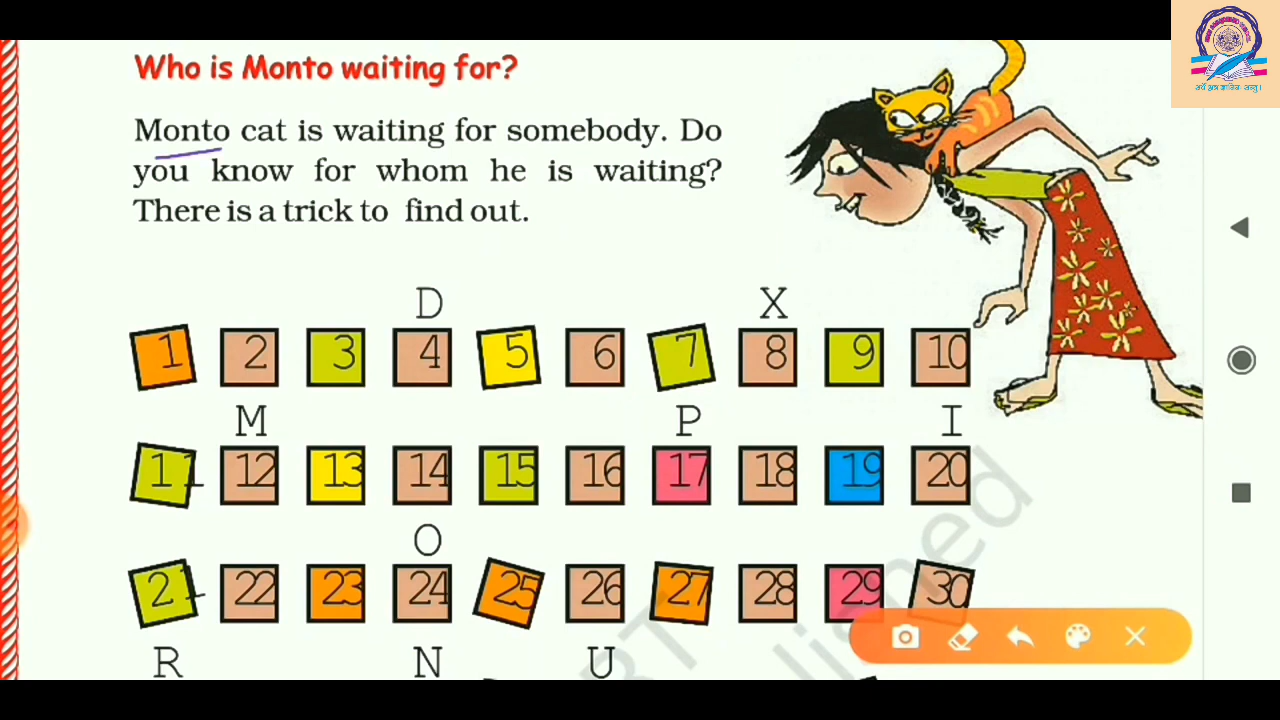 Who is Monto waiting for?
Monto cat is waiting for somebody. Do
you know for whom he is waiting?
There is a trick to find out.
D X
1 2 3 4 5 6 7 8 9 10
M P I
11 12 13 14 15 16 17 18 19 20
O
21 22 23 24 25 26 27 28 29 30
R N U